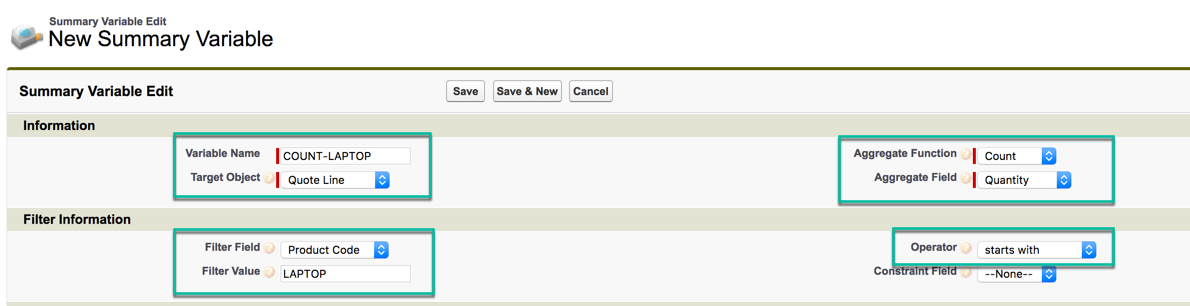 Summary Variable Edit
New Summary Variable
Summary Variable Edit
Save
Save & New
Cancel
Information
Variable Name COUNT-LAPTOP
Aggregate Function ? Count
Target Object ? Quote Line
Aggregate Field ? Quantity
Filter Information
Filter Field ? Product Code
Operator ? starts with
Filter Value ? LAPTOP
Constraint Field ? --None--